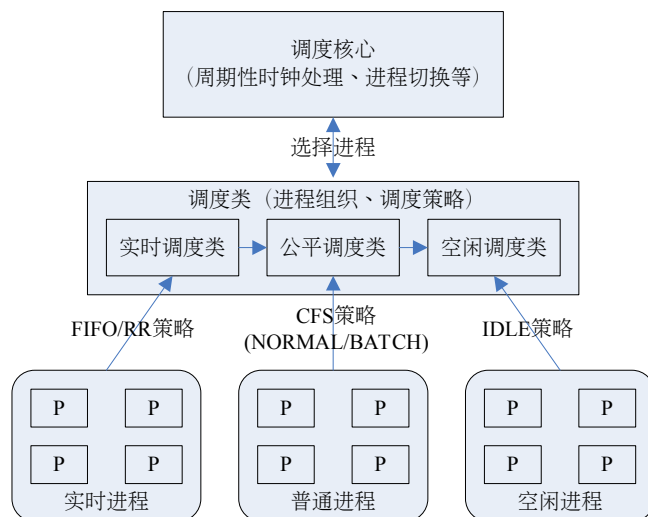 调度核心
（周期性时钟处理、进程切换等）
选择进程
调度类（进程组织、调度策略）
实时调度类
公平调度类
空闲调度类
FIFO/RR策略
CFS策略
(NORMAL/BATCH)
IDLE策略
P P P P P P
P P P P P P
实时进程
普通进程
空闲进程